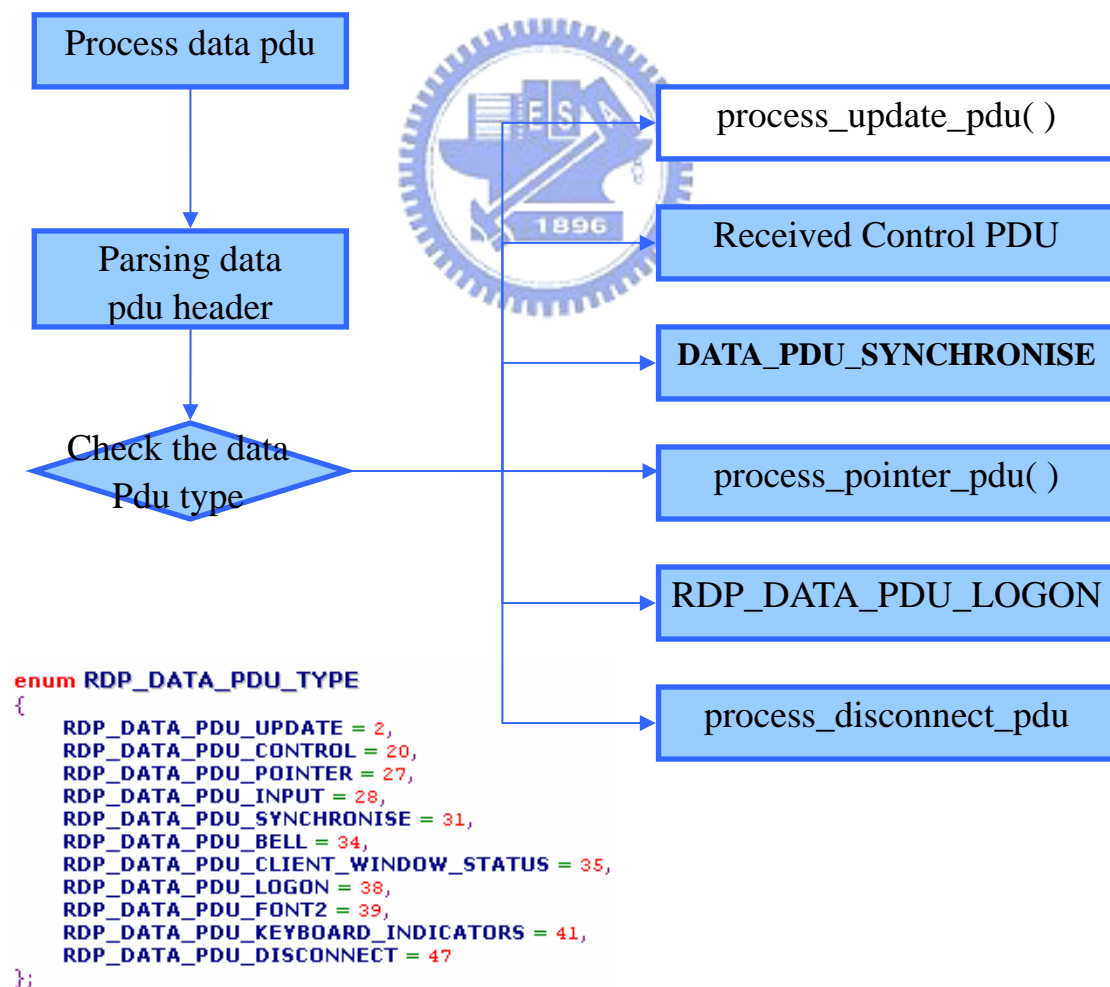 Process data pdu
Parsing data
pdu header
Check the data
Pdu type
ES A
1896
process_update_pdu( )
Received Control PDU
DATA_PDU_SYNCHRONISE
process_pointer_pdu( )
RDP_DATA_PDU_LOGON
process_disconnect_pdu
enum RDP_DATA_PDU_TYPE
{
RDP_DATA_PDU_UPDATE = 2,
RDP_DATA_PDU_CONTROL = 20,
RDP_DATA_PDU_POINTER = 27,
RDP_DATA_PDU_INPUT = 28,
RDP_DATA_PDU_SYNCHRONISE = 31,
RDP_DATA_PDU_BELL = 34,
RDP_DATA_PDU_CLIENT_WINDOW_STATUS = 35,
RDP_DATA_PDU_LOGON = 38,
RDP_DATA_PDU_FONT2 = 39,
RDP_DATA_PDU_KEYBOARD_INDICATORS = 41,
RDP_DATA_PDU_DISCONNECT = 47
};